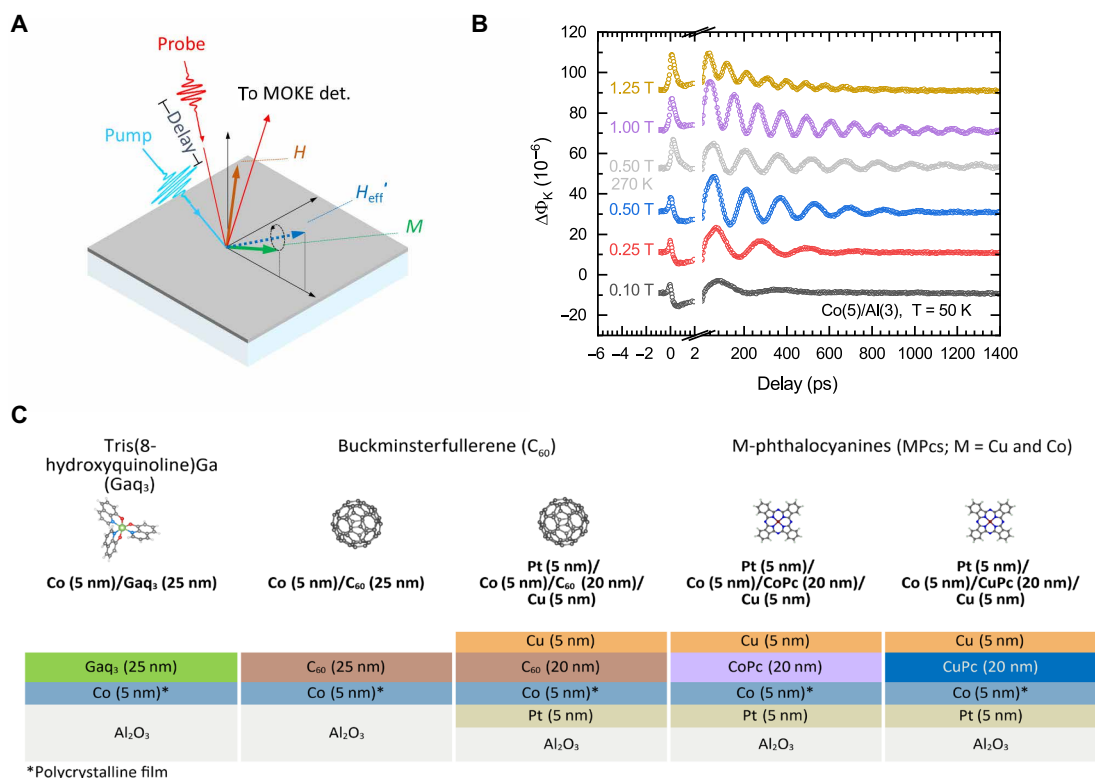 A
Probe
To MOKE det.
Delay
Pump
H
Heff'
M
B
ΔΦK (10⁻⁶)
120
100
80
60
40
20
0
−20
1.25 T
1.00 T
0.50 T
270 K
0.50 T
0.25 T
0.10 T
Co(5)/Al(3), T = 50 K
−6 −4 −2 0 2 200 400 600 800 1000 1200 1400
Delay (ps)
C
Tris(8-
hydroxyquinoline)Ga
(Gaq₃)
Buckminsterfullerene (C₆₀)
M-phthalocyanines (MPcs; M = Cu and Co)
Co (5 nm)/Gaq₃ (25 nm)
Co (5 nm)/C₆₀ (25 nm)
Pt (5 nm)/
Co (5 nm)/C₆₀ (20 nm)/
Cu (5 nm)
Pt (5 nm)/
Co (5 nm)/CoPc (20 nm)/
Cu (5 nm)
Pt (5 nm)/
Co (5 nm)/CuPc (20 nm)/
Cu (5 nm)
Cu (5 nm) Cu (5 nm) Cu (5 nm)
Gaq₃ (25 nm) C₆₀ (25 nm) C₆₀ (20 nm) CoPc (20 nm) CuPc (20 nm)
Co (5 nm)* Co (5 nm)* Co (5 nm)* Co (5 nm)* Co (5 nm)*
Pt (5 nm) Pt (5 nm) Pt (5 nm)
Al₂O₃ Al₂O₃ Al₂O₃ Al₂O₃ Al₂O₃
*Polycrystalline film